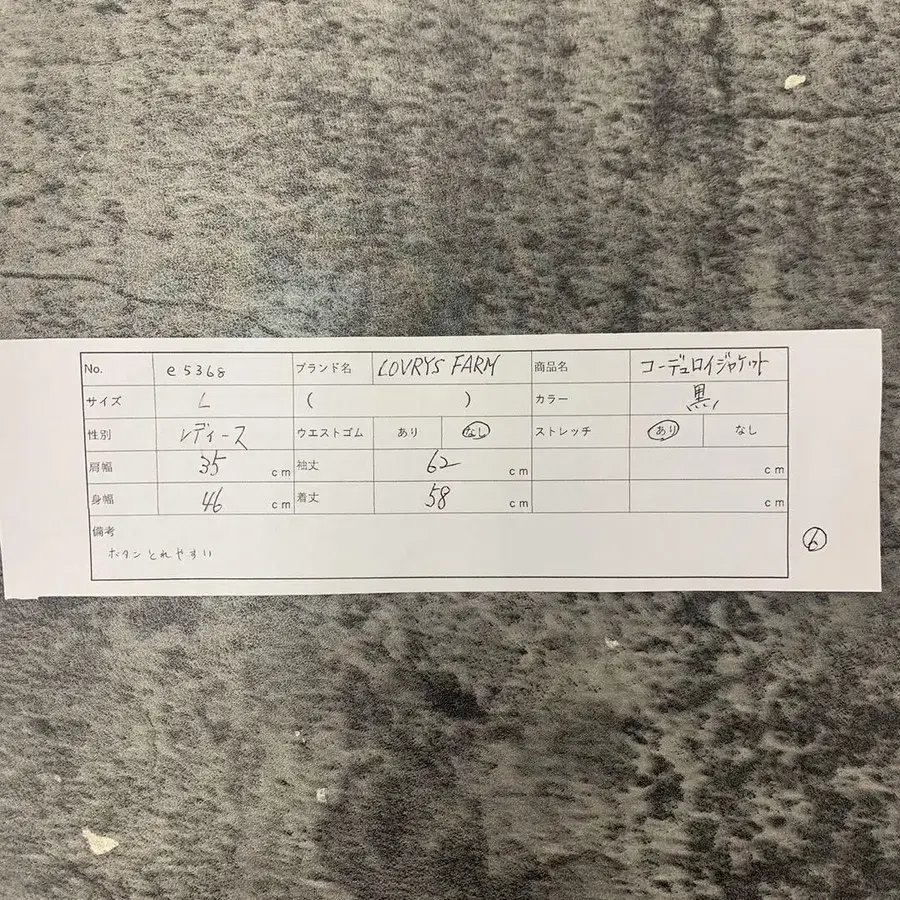 No. e5368 ブランド名 LOVRYS FARM 商品名 コーデュロイジャケット
サイズ L ( ) カラー 黒
性別 レディース ウエストゴム あり なし ストレッチ あり なし
肩幅 35 cm 袖丈 62 cm cm
身幅 46 cm 着丈 58 cm cm
備考
ボタンとれやすい